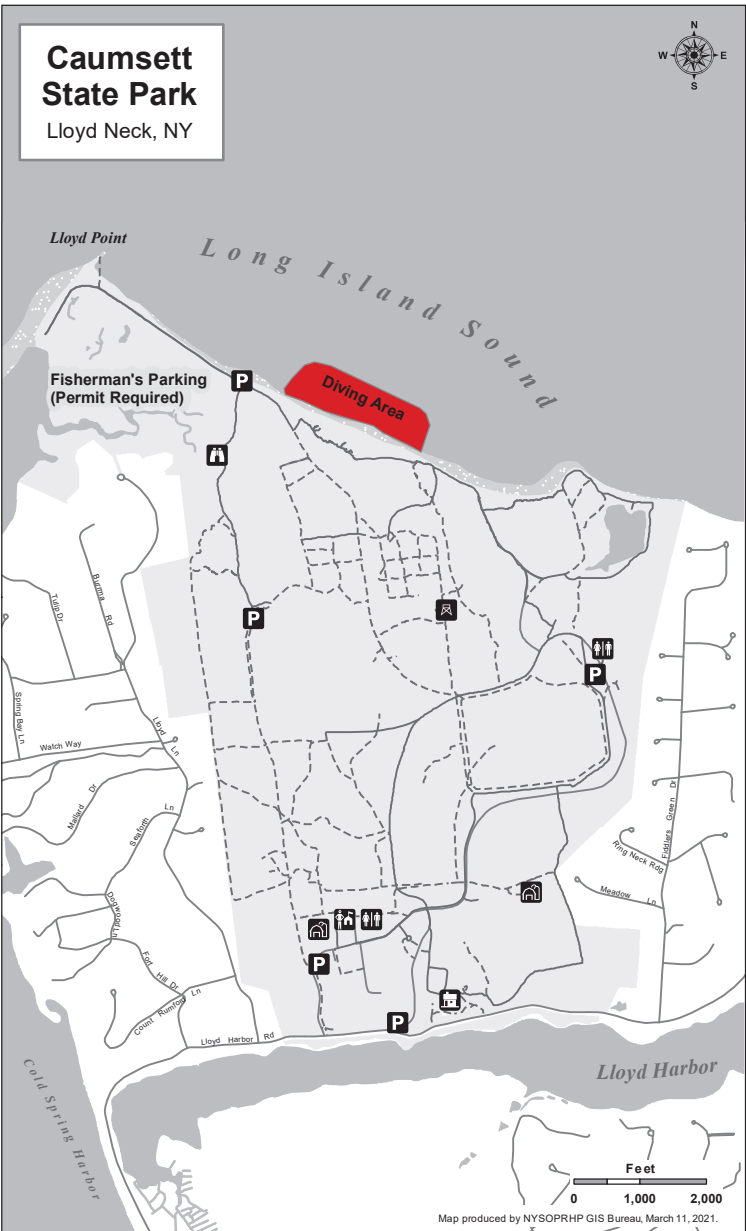 Caumsett
State Park
Lloyd Neck, NY
N
W E
S
Lloyd Point
Long Island Sound
Fisherman's Parking
(Permit Required)
P
Diving Area
P
Burma Rd
Tulip Dr
Spring Bay Ln
Watch Way
Lloyd Ln
P
Mallard Dr
Seaforth Ln
Fiddlers Green Dr
Ring Neck Rdg
Meadow Ln
Dogwood Ln
Fort Hill Dr
Count Rumford Ln
P
P
Lloyd Harbor Rd
Cold Spring Harbor
Lloyd Harbor
Feet
0 1,000 2,000
Map produced by NYSOPRHP GIS Bureau, March 11, 2021.